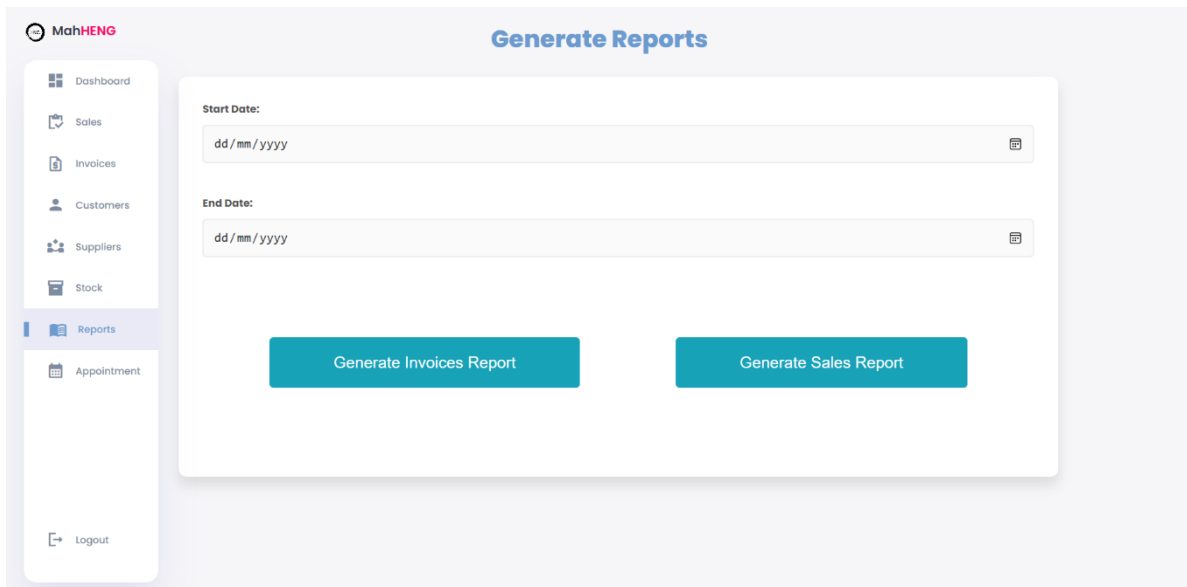 MahHENG
Generate Reports
Dashboard
Sales
Invoices
Customers
Suppliers
Stock
Reports
Appointment
Logout
Start Date:
dd/mm/yyyy
End Date:
dd/mm/yyyy
Generate Invoices Report
Generate Sales Report